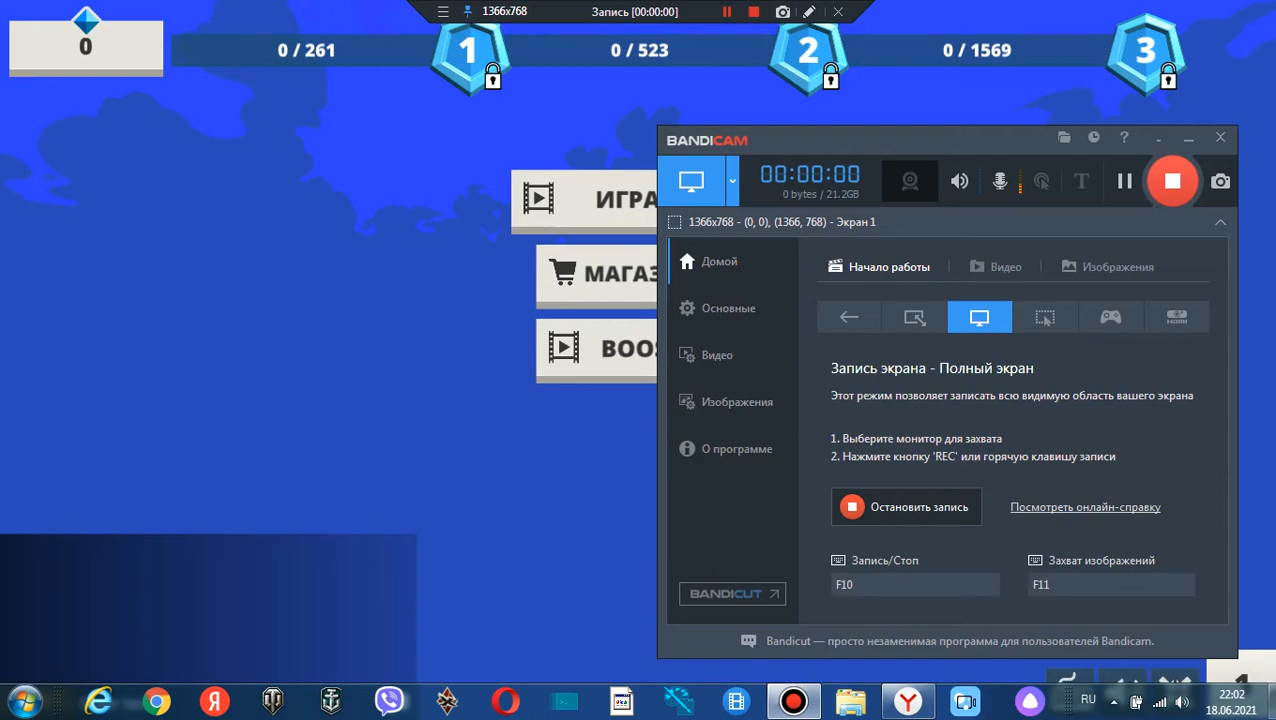 1366x768 Запись [00:00:00]
0
0 / 261
1
0 / 523
2
0 / 1569
3
ИГРА
МАГАЗ
BOOS
BANDICAM
00:00:00
0 bytes / 21.2GB
1366x768 - (0, 0), (1366, 768) - Экран 1
Домой
Основные
Видео
Изображения
О программе
BANDICUT
Начало работы
Видео
Изображения
HDMI
Запись экрана - Полный экран
Этот режим позволяет записать всю видимую область вашего экрана
1. Выберите монитор для захвата
2. Нажмите кнопку 'REC' или горячую клавишу записи
Остановить запись
Посмотреть онлайн-справку
Запись/Стоп
Захват изображений
F10
F11
Bandicut — просто незаменимая программа для пользователей Bandicam.
RU
22:02
18.06.2021